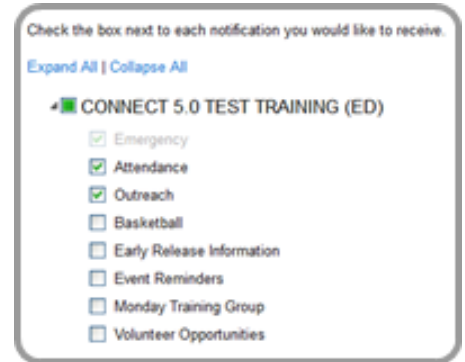 Check the box next to each notification you would like to receive.
Expand All | Collapse All
CONNECT 5.0 TEST TRAINING (ED)
Emergency
Attendance
Outreach
Basketball
Early Release Information
Event Reminders
Monday Training Group
Volunteer Opportunities